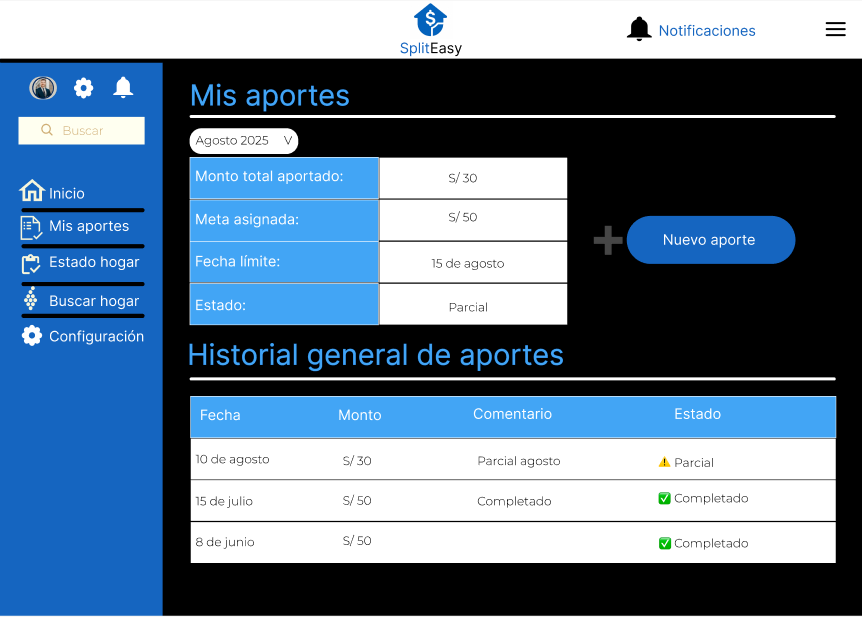 SplitEasy
Notificaciones
Buscar
Inicio
Mis aportes
Estado hogar
Buscar hogar
Configuración
Mis aportes
Agosto 2025 V
Monto total aportado: S/ 30
Meta asignada: S/ 50
Fecha límite: 15 de agosto
Estado: Parcial
Nuevo aporte
Historial general de aportes
Fecha Monto Comentario Estado
10 de agosto S/ 30 Parcial agosto Parcial
15 de julio S/ 50 Completado Completado
8 de junio S/ 50 Completado